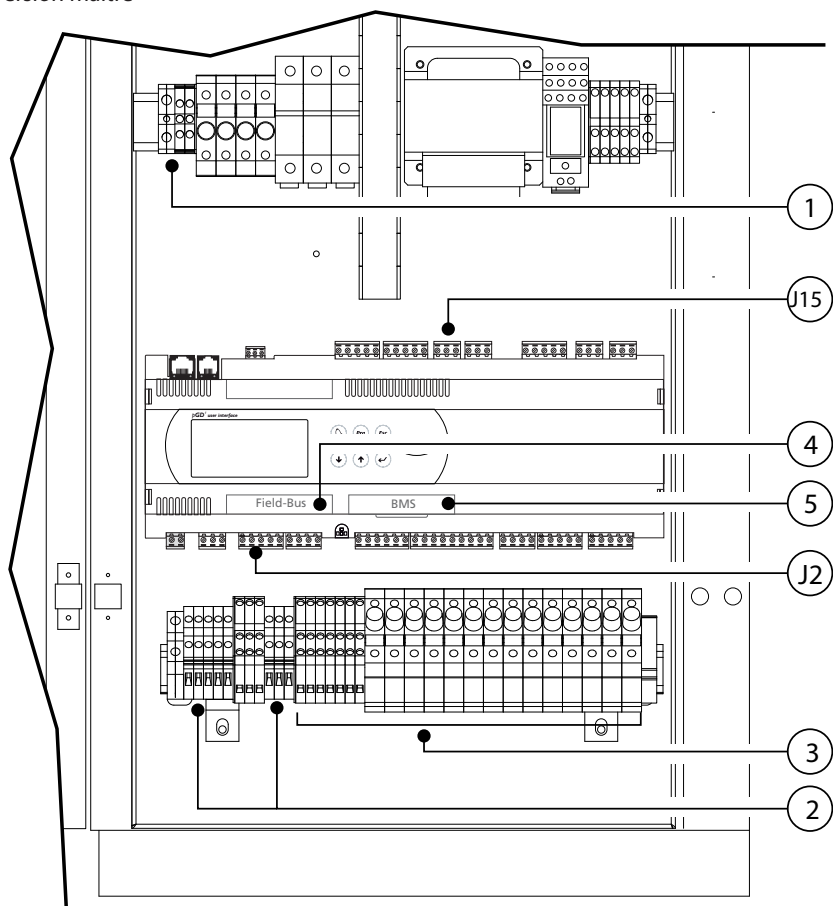 1
J15
pGD¹ user interface
Prg
Esc
4
Field-Bus
BMS
5
J2
3
2